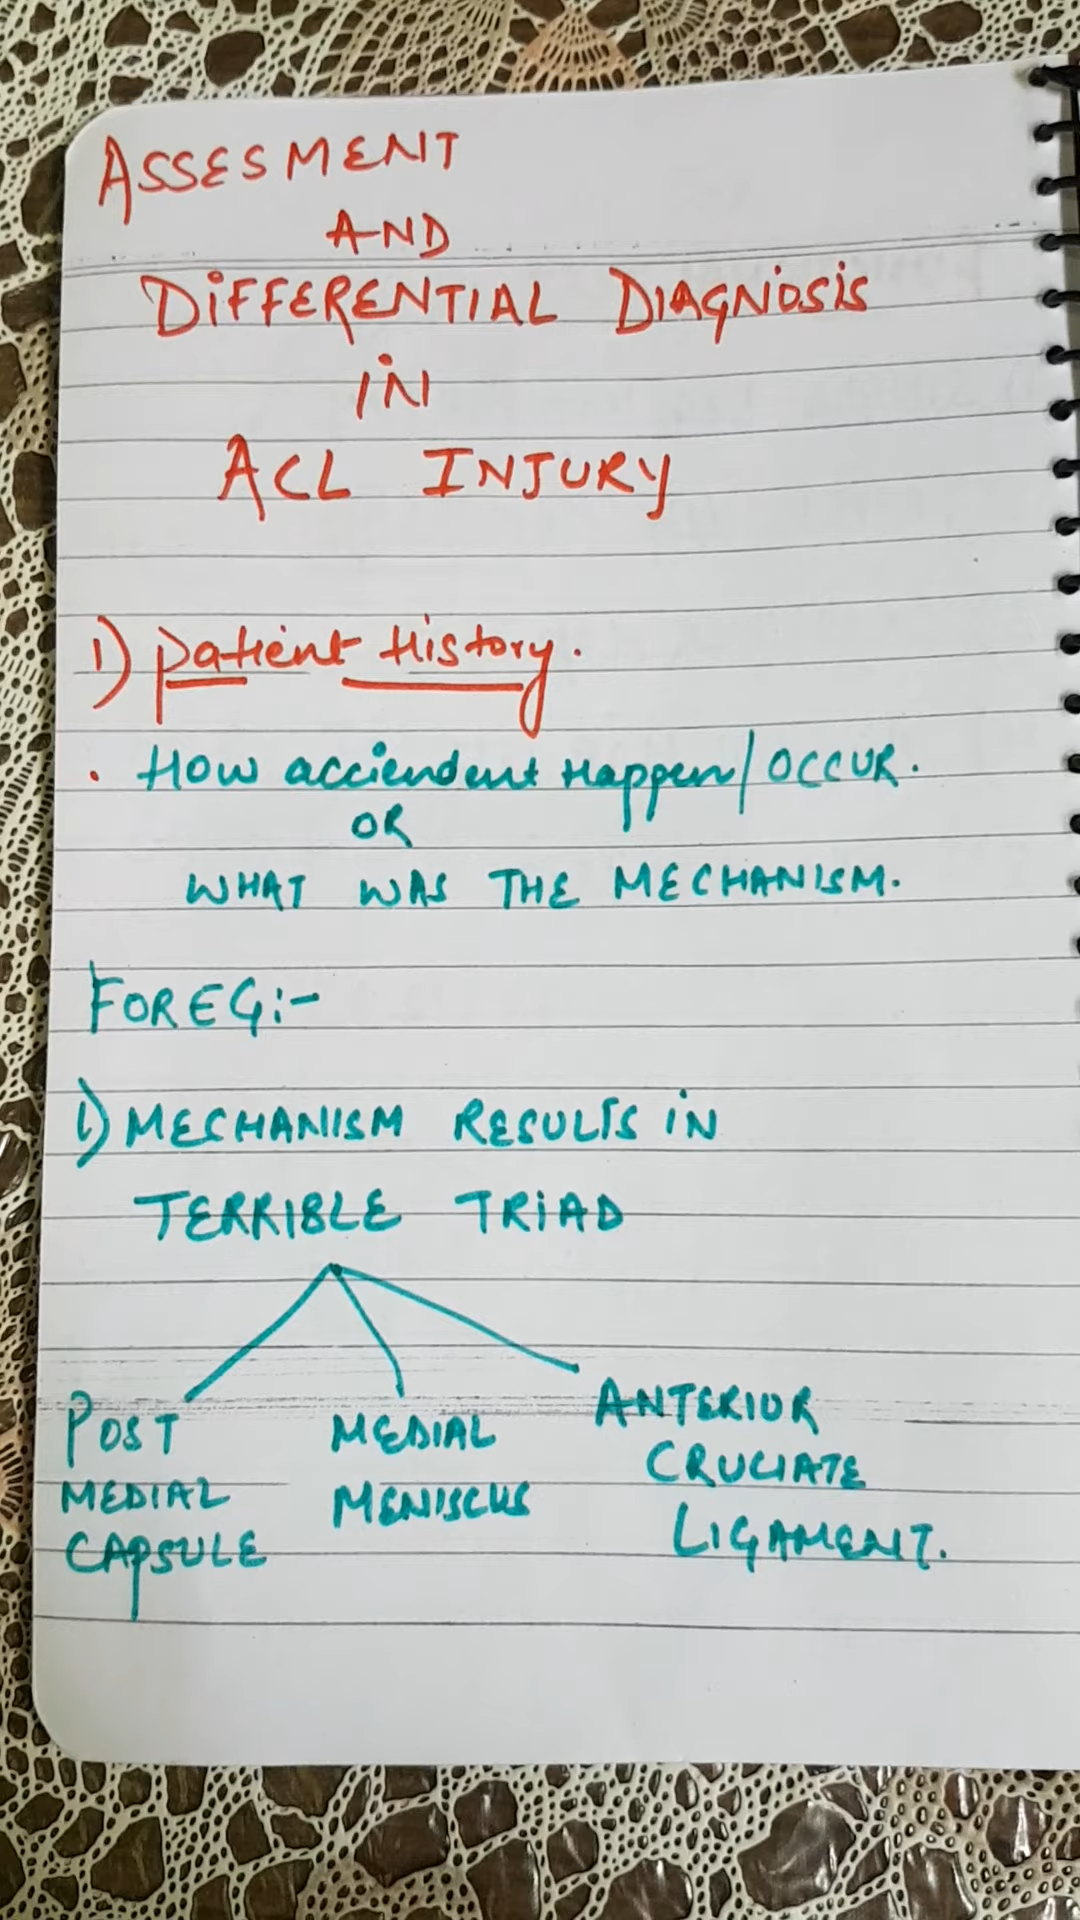 ASSESMENT
AND
DIFFERENTIAL DIAGNOSIS
IN
ACL INJURY
1) Patient History.
• How acciendent Happen/OCCUR.
OR
WHAT WAS THE MECHANISM.
FOREG:-
1) MECHANISM RESULTS IN
TERRIBLE TRIAD
POST
MEDIAL
CAPSULE
MEDIAL
MENISCUS
ANTERIOR
CRUCIATE
LIGAMENT.